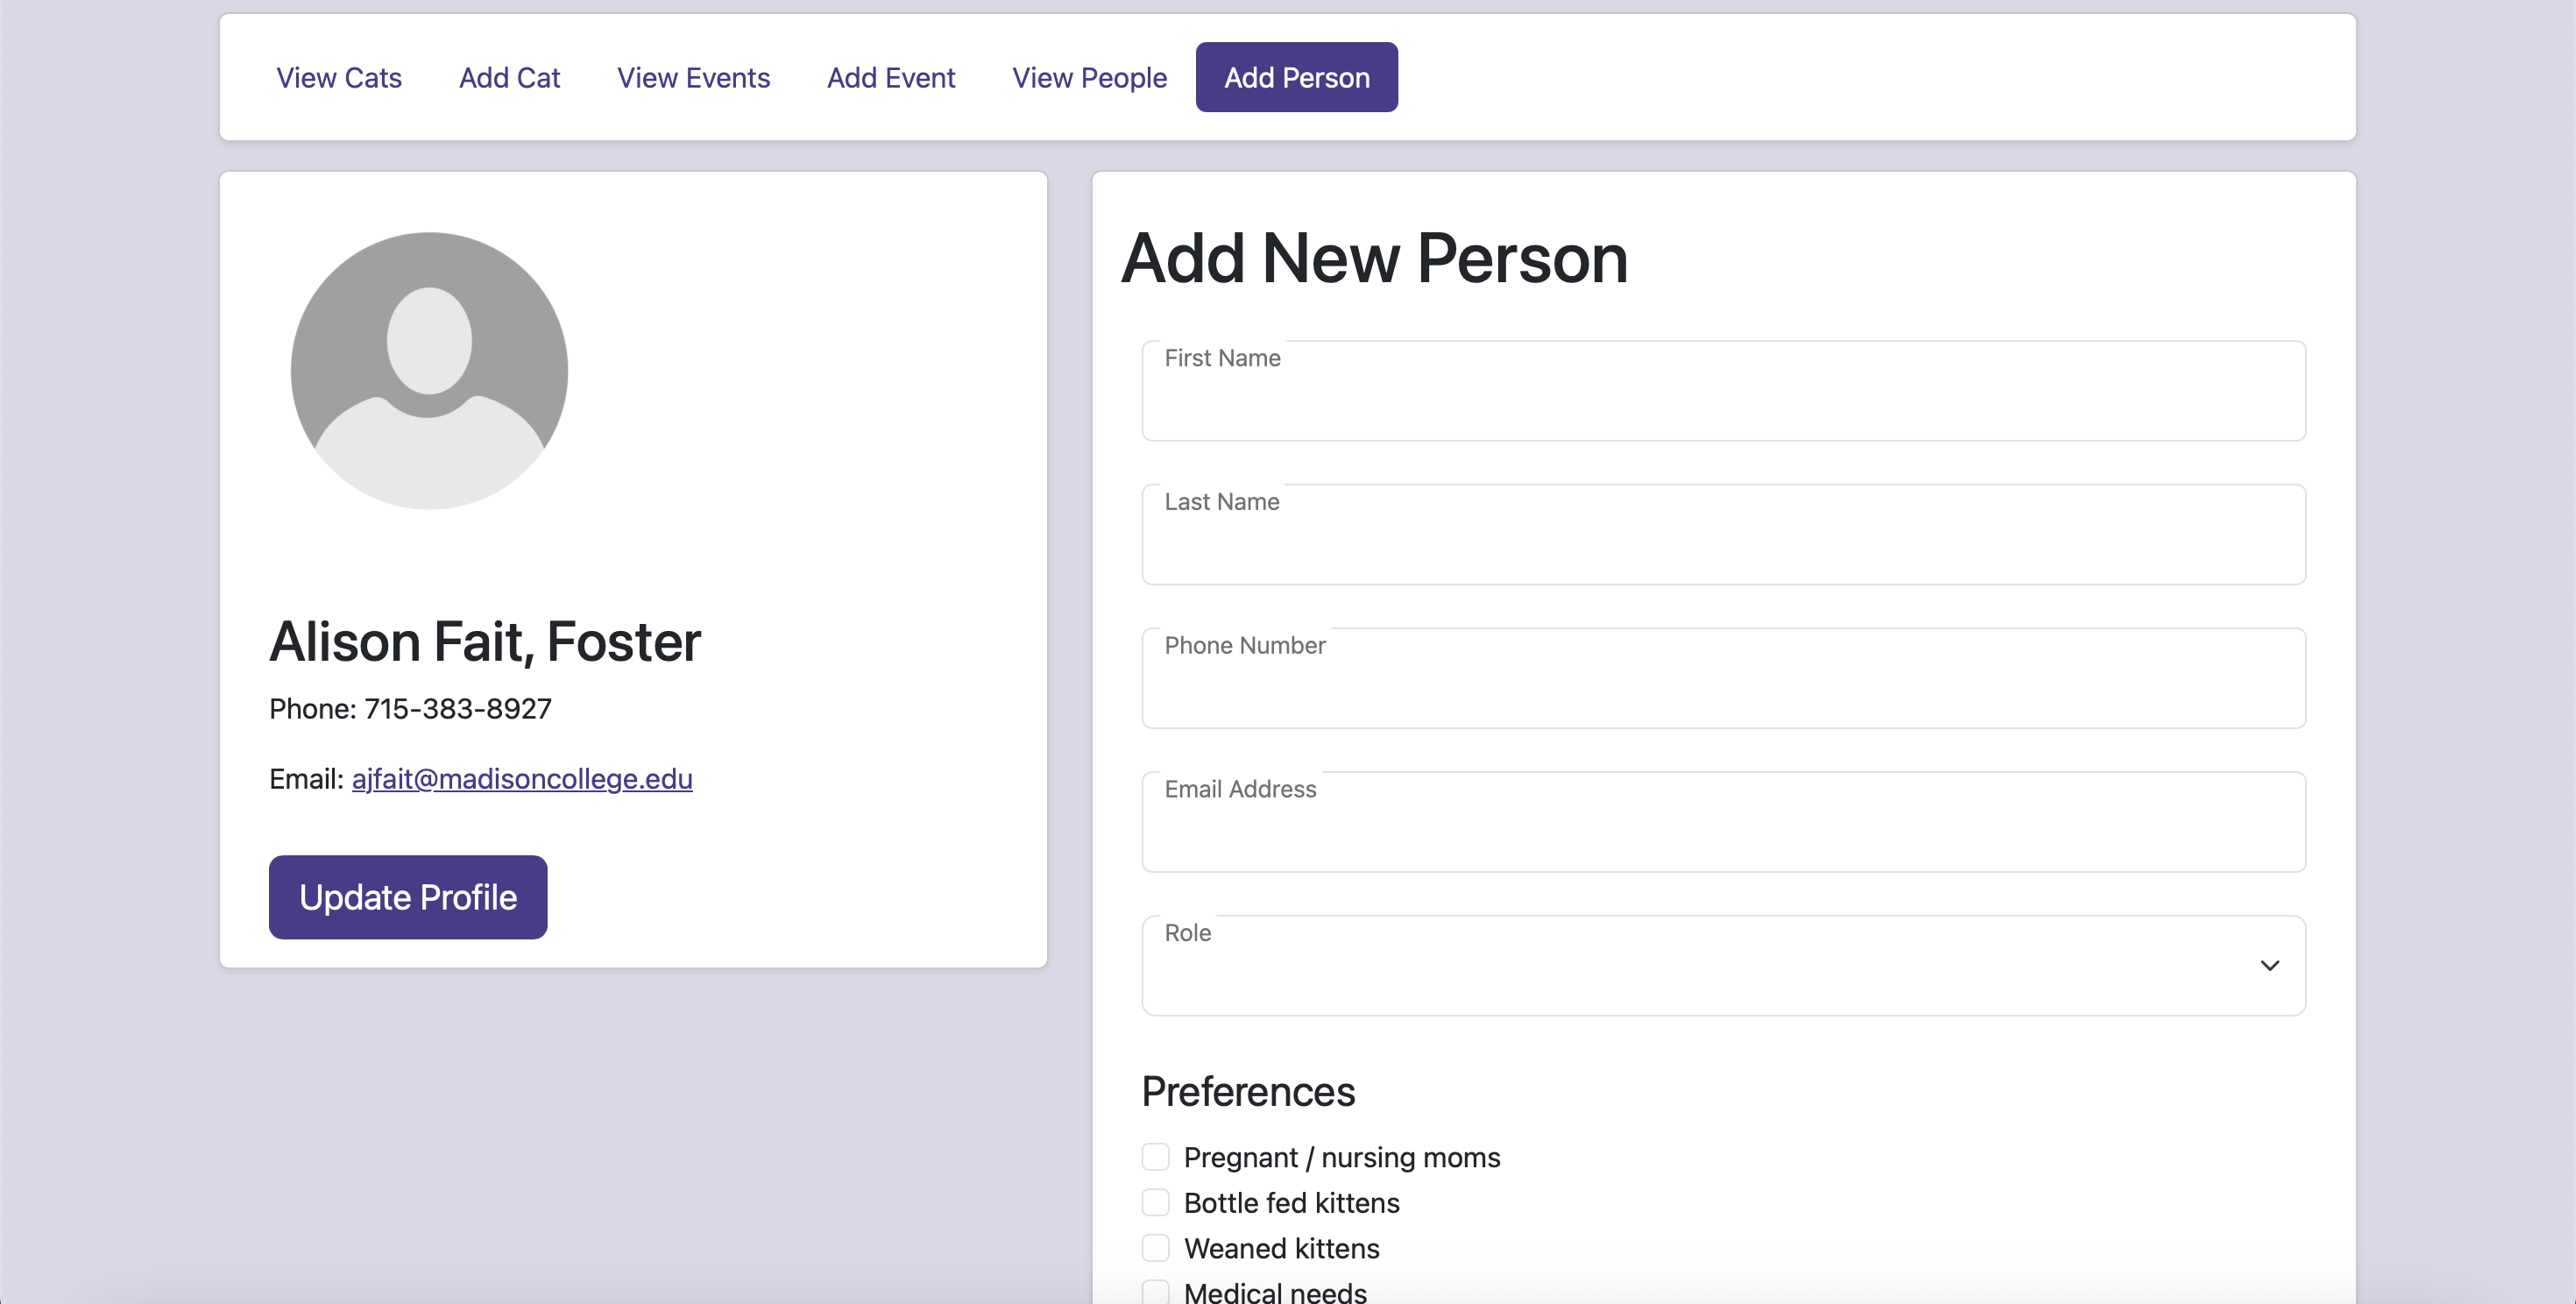 View Cats Add Cat View Events Add Event View People Add Person
Alison Fait, Foster
Phone: 715-383-8927
Email: ajfait@madisoncollege.edu
Update Profile
Add New Person
First Name
Last Name
Phone Number
Email Address
Role
Preferences
Pregnant / nursing moms
Bottle fed kittens
Weaned kittens
Medical needs